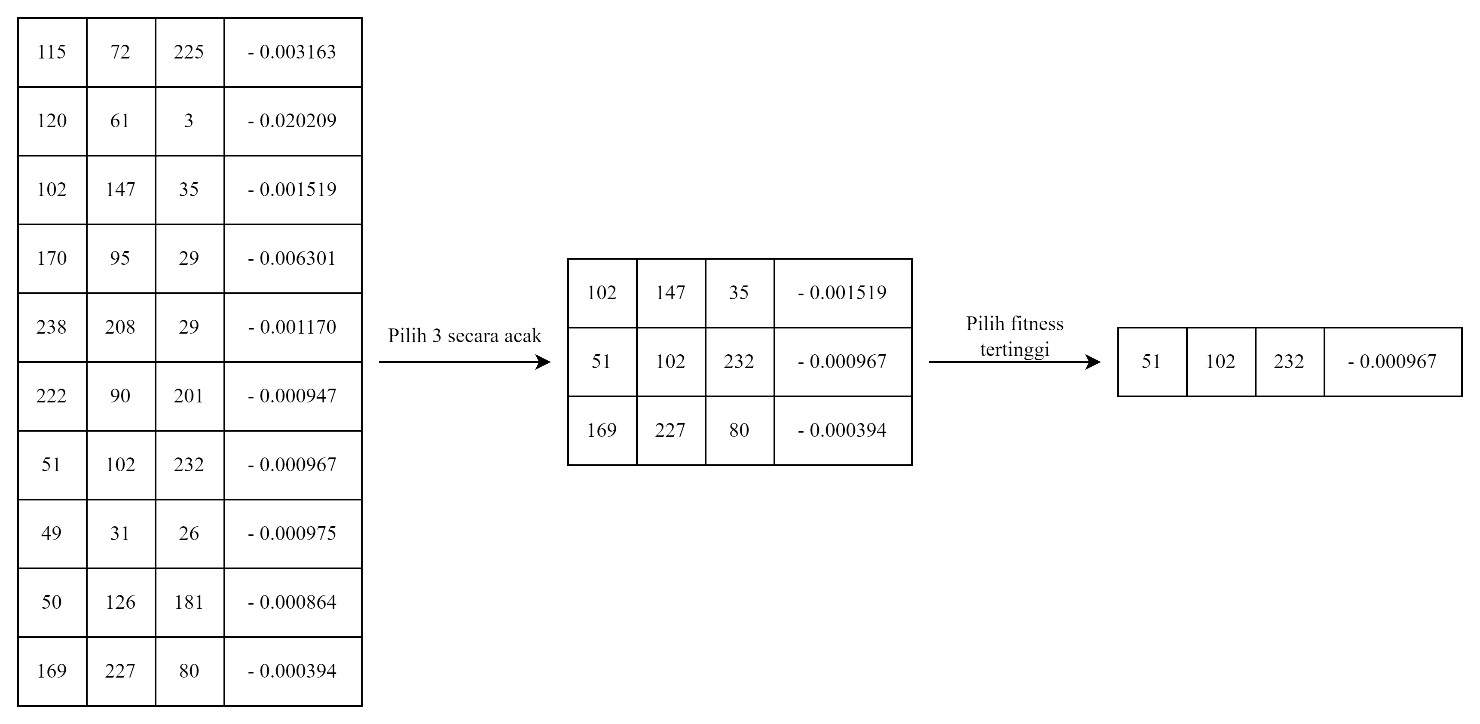 115 72 225 - 0.003163
120 61 3 - 0.020209
102 147 35 - 0.001519
170 95 29 - 0.006301
238 208 29 - 0.001170
222 90 201 - 0.000947
51 102 232 - 0.000967
49 31 26 - 0.000975
50 126 181 - 0.000864
169 227 80 - 0.000394
Pilih 3 secara acak
102 147 35 - 0.001519
51 102 232 - 0.000967
169 227 80 - 0.000394
Pilih fitness
tertinggi
51 102 232 - 0.000967